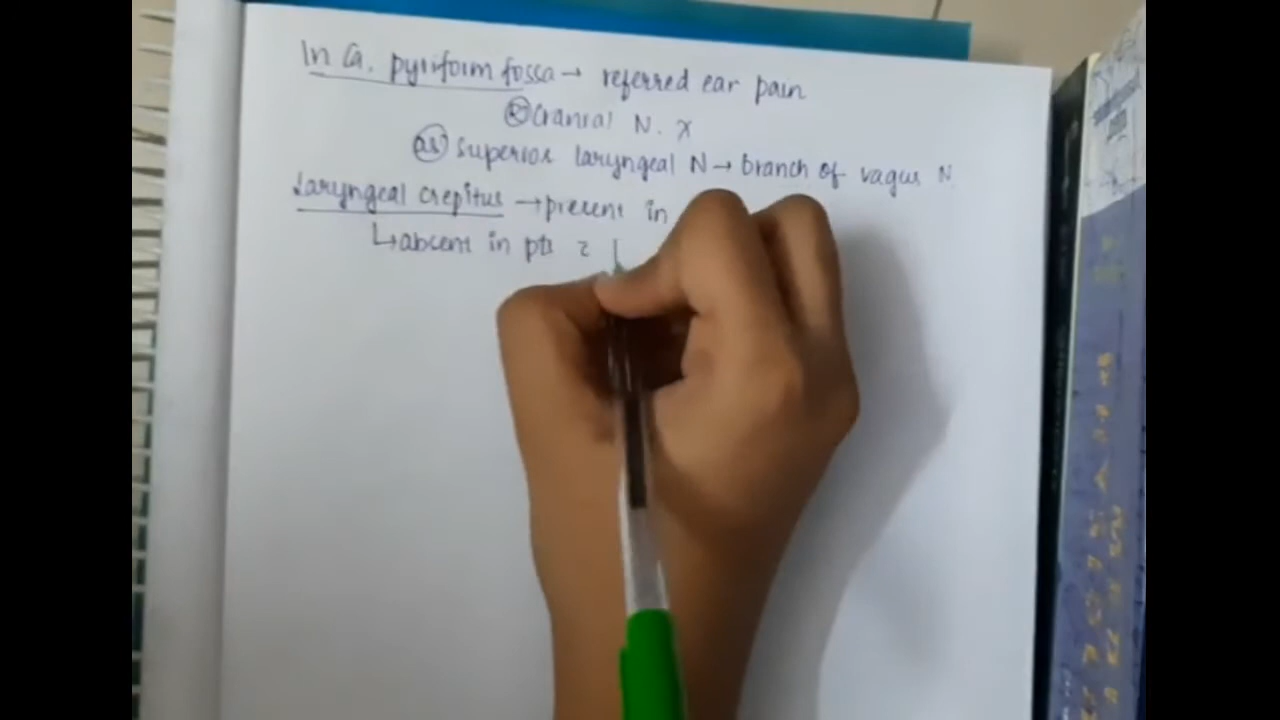 In Ca. pyriform fossa → referred ear pain
Cranial N. X
as superior laryngeal N → branch of vagus N
Laryngeal crepitus → present in
↳ absent in pts c̄